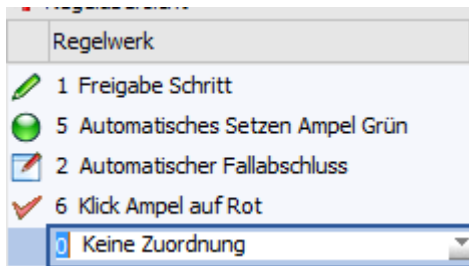 Regelwerk
1 Freigabe Schritt
5 Automatisches Setzen Ampel Grün
2 Automatischer Fallabschluss
6 Klick Ampel auf Rot
0 Keine Zuordnung